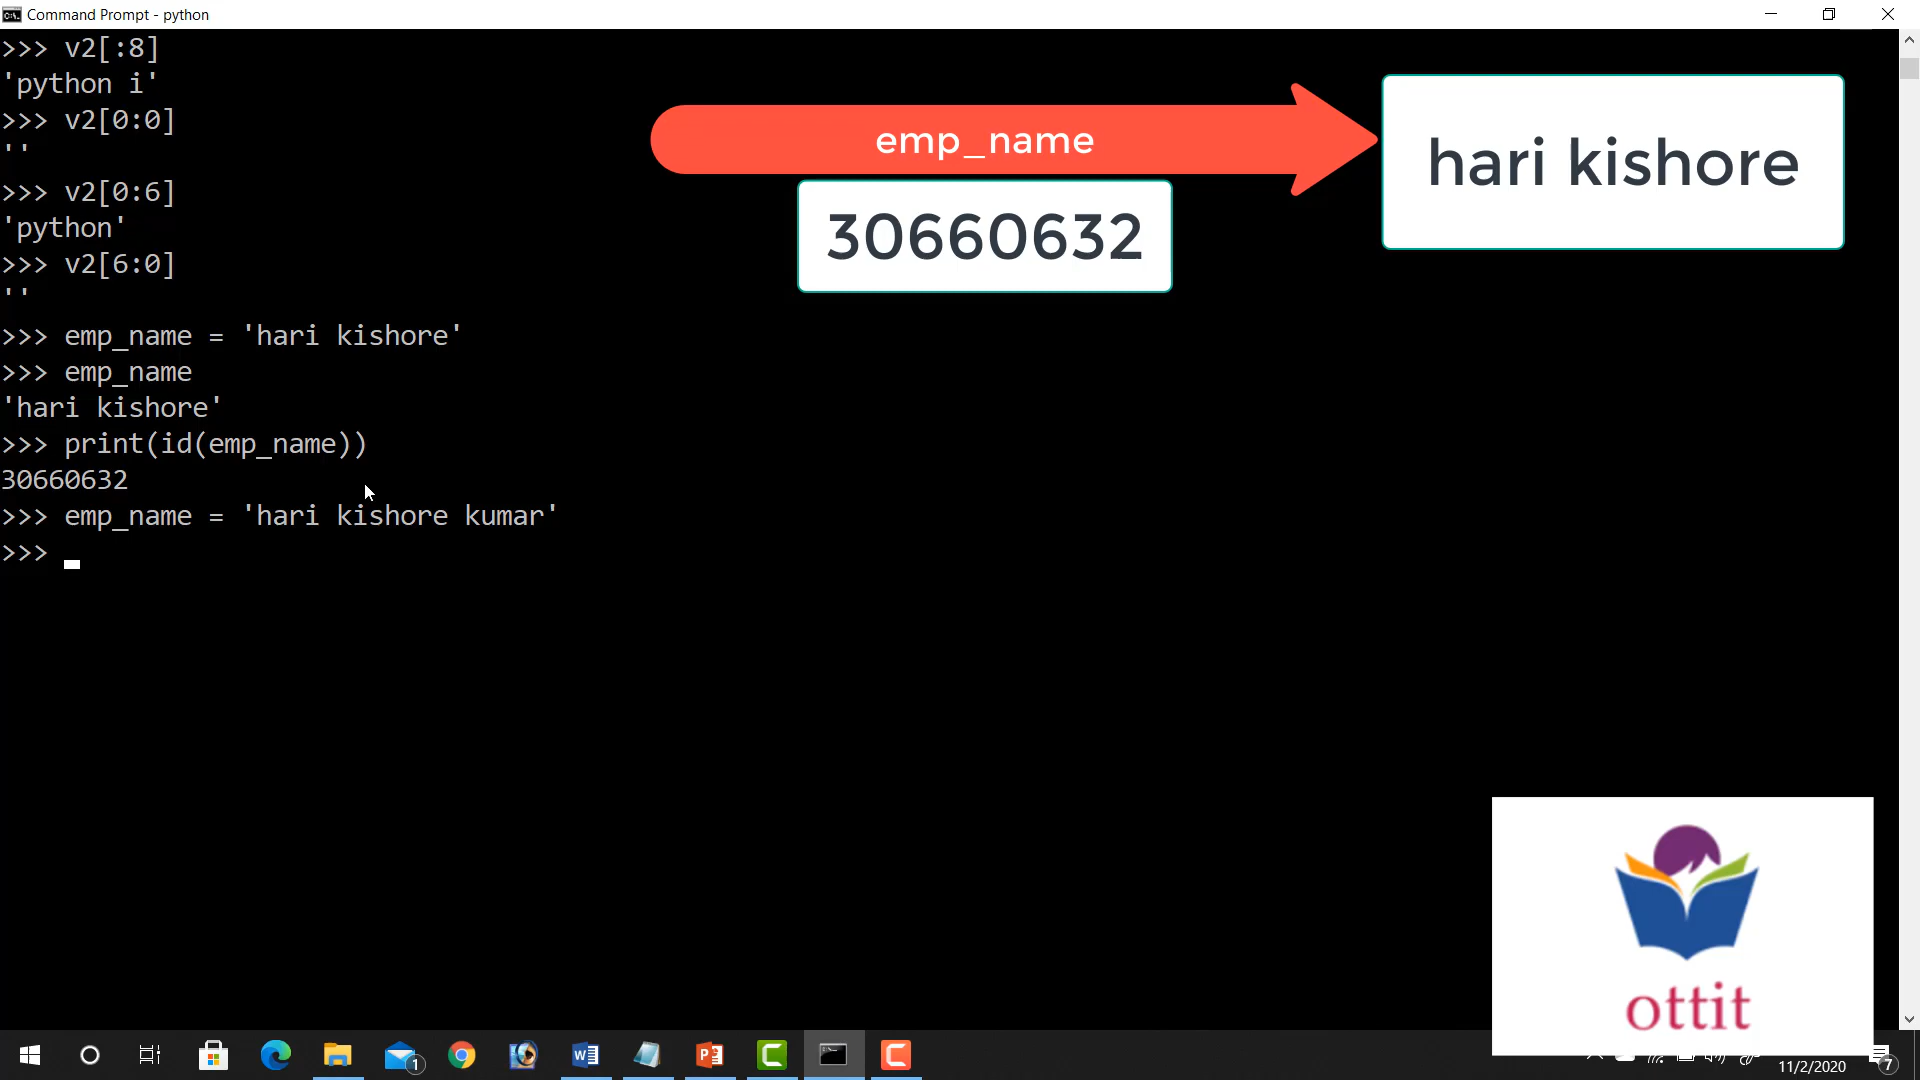 Command Prompt - python
>>> v2[:8]
'python i'
>>> v2[0:0]
''
>>> v2[0:6]
'python'
>>> v2[6:0]
''
>>> emp_name = 'hari kishore'
>>> emp_name
'hari kishore'
>>> print(id(emp_name))
30660632
>>> emp_name = 'hari kishore kumar'
>>>
emp_name
30660632
hari kishore
ottit
1
11/2/2020
7